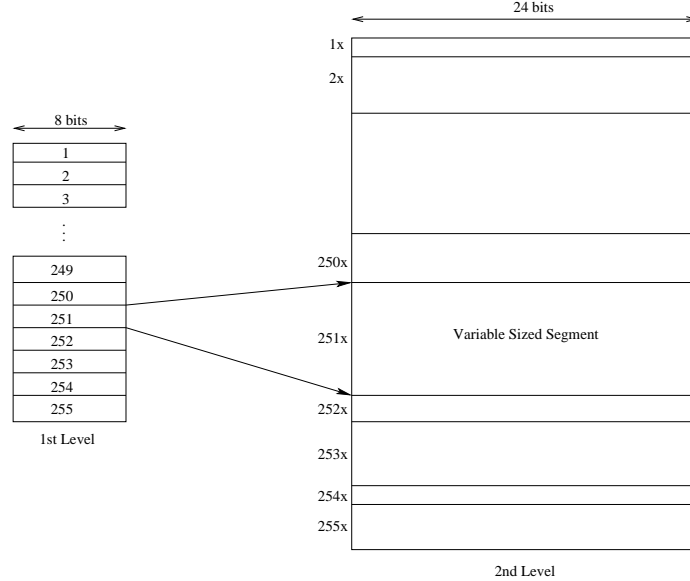 24 bits
1x
2x
8 bits
1
2
3
249
250
251
252
253
254
255
1st Level
250x
251x
Variable Sized Segment
252x
253x
254x
255x
2nd Level